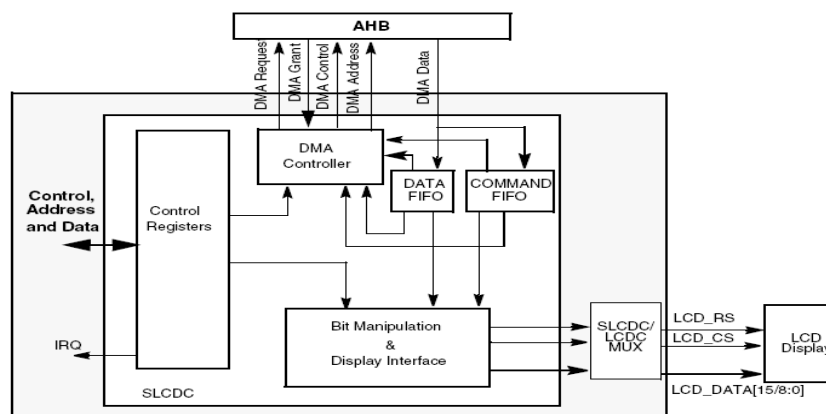 AHB
DMA Request
DMA Grant
DMA Control
DMA Address
DMA Data
DMA
Controller
DATA
FIFO
COMMAND
FIFO
Control,
Address
and Data
Control
Registers
IRQ
Bit Manipulation
&
Display Interface
SLCDC/
LCDC
MUX
LCD_RS
LCD_CS
LCD_DATA[15/8:0]
LCD
Display
SLCDC